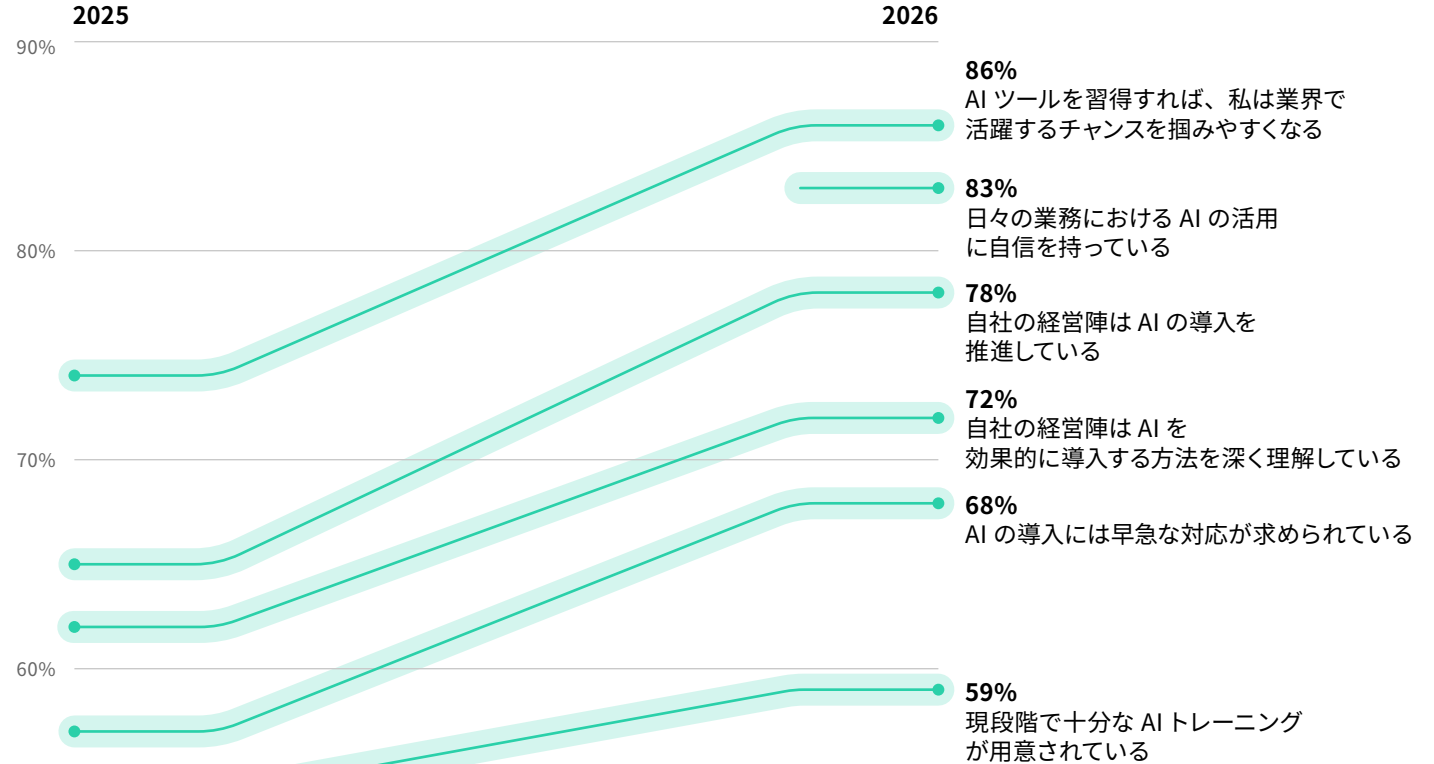 2025
2026
90%
80%
70%
60%
86%
AI ツールを習得すれば、私は業界で
活躍するチャンスを掴みやすくなる
83%
日々の業務における AI の活用
に自信を持っている
78%
自社の経営陣は AI の導入を
推進している
72%
自社の経営陣は AI を
効果的に導入する方法を深く理解している
68%
AI の導入には早急な対応が求められている
59%
現段階で十分な AI トレーニング
が用意されている